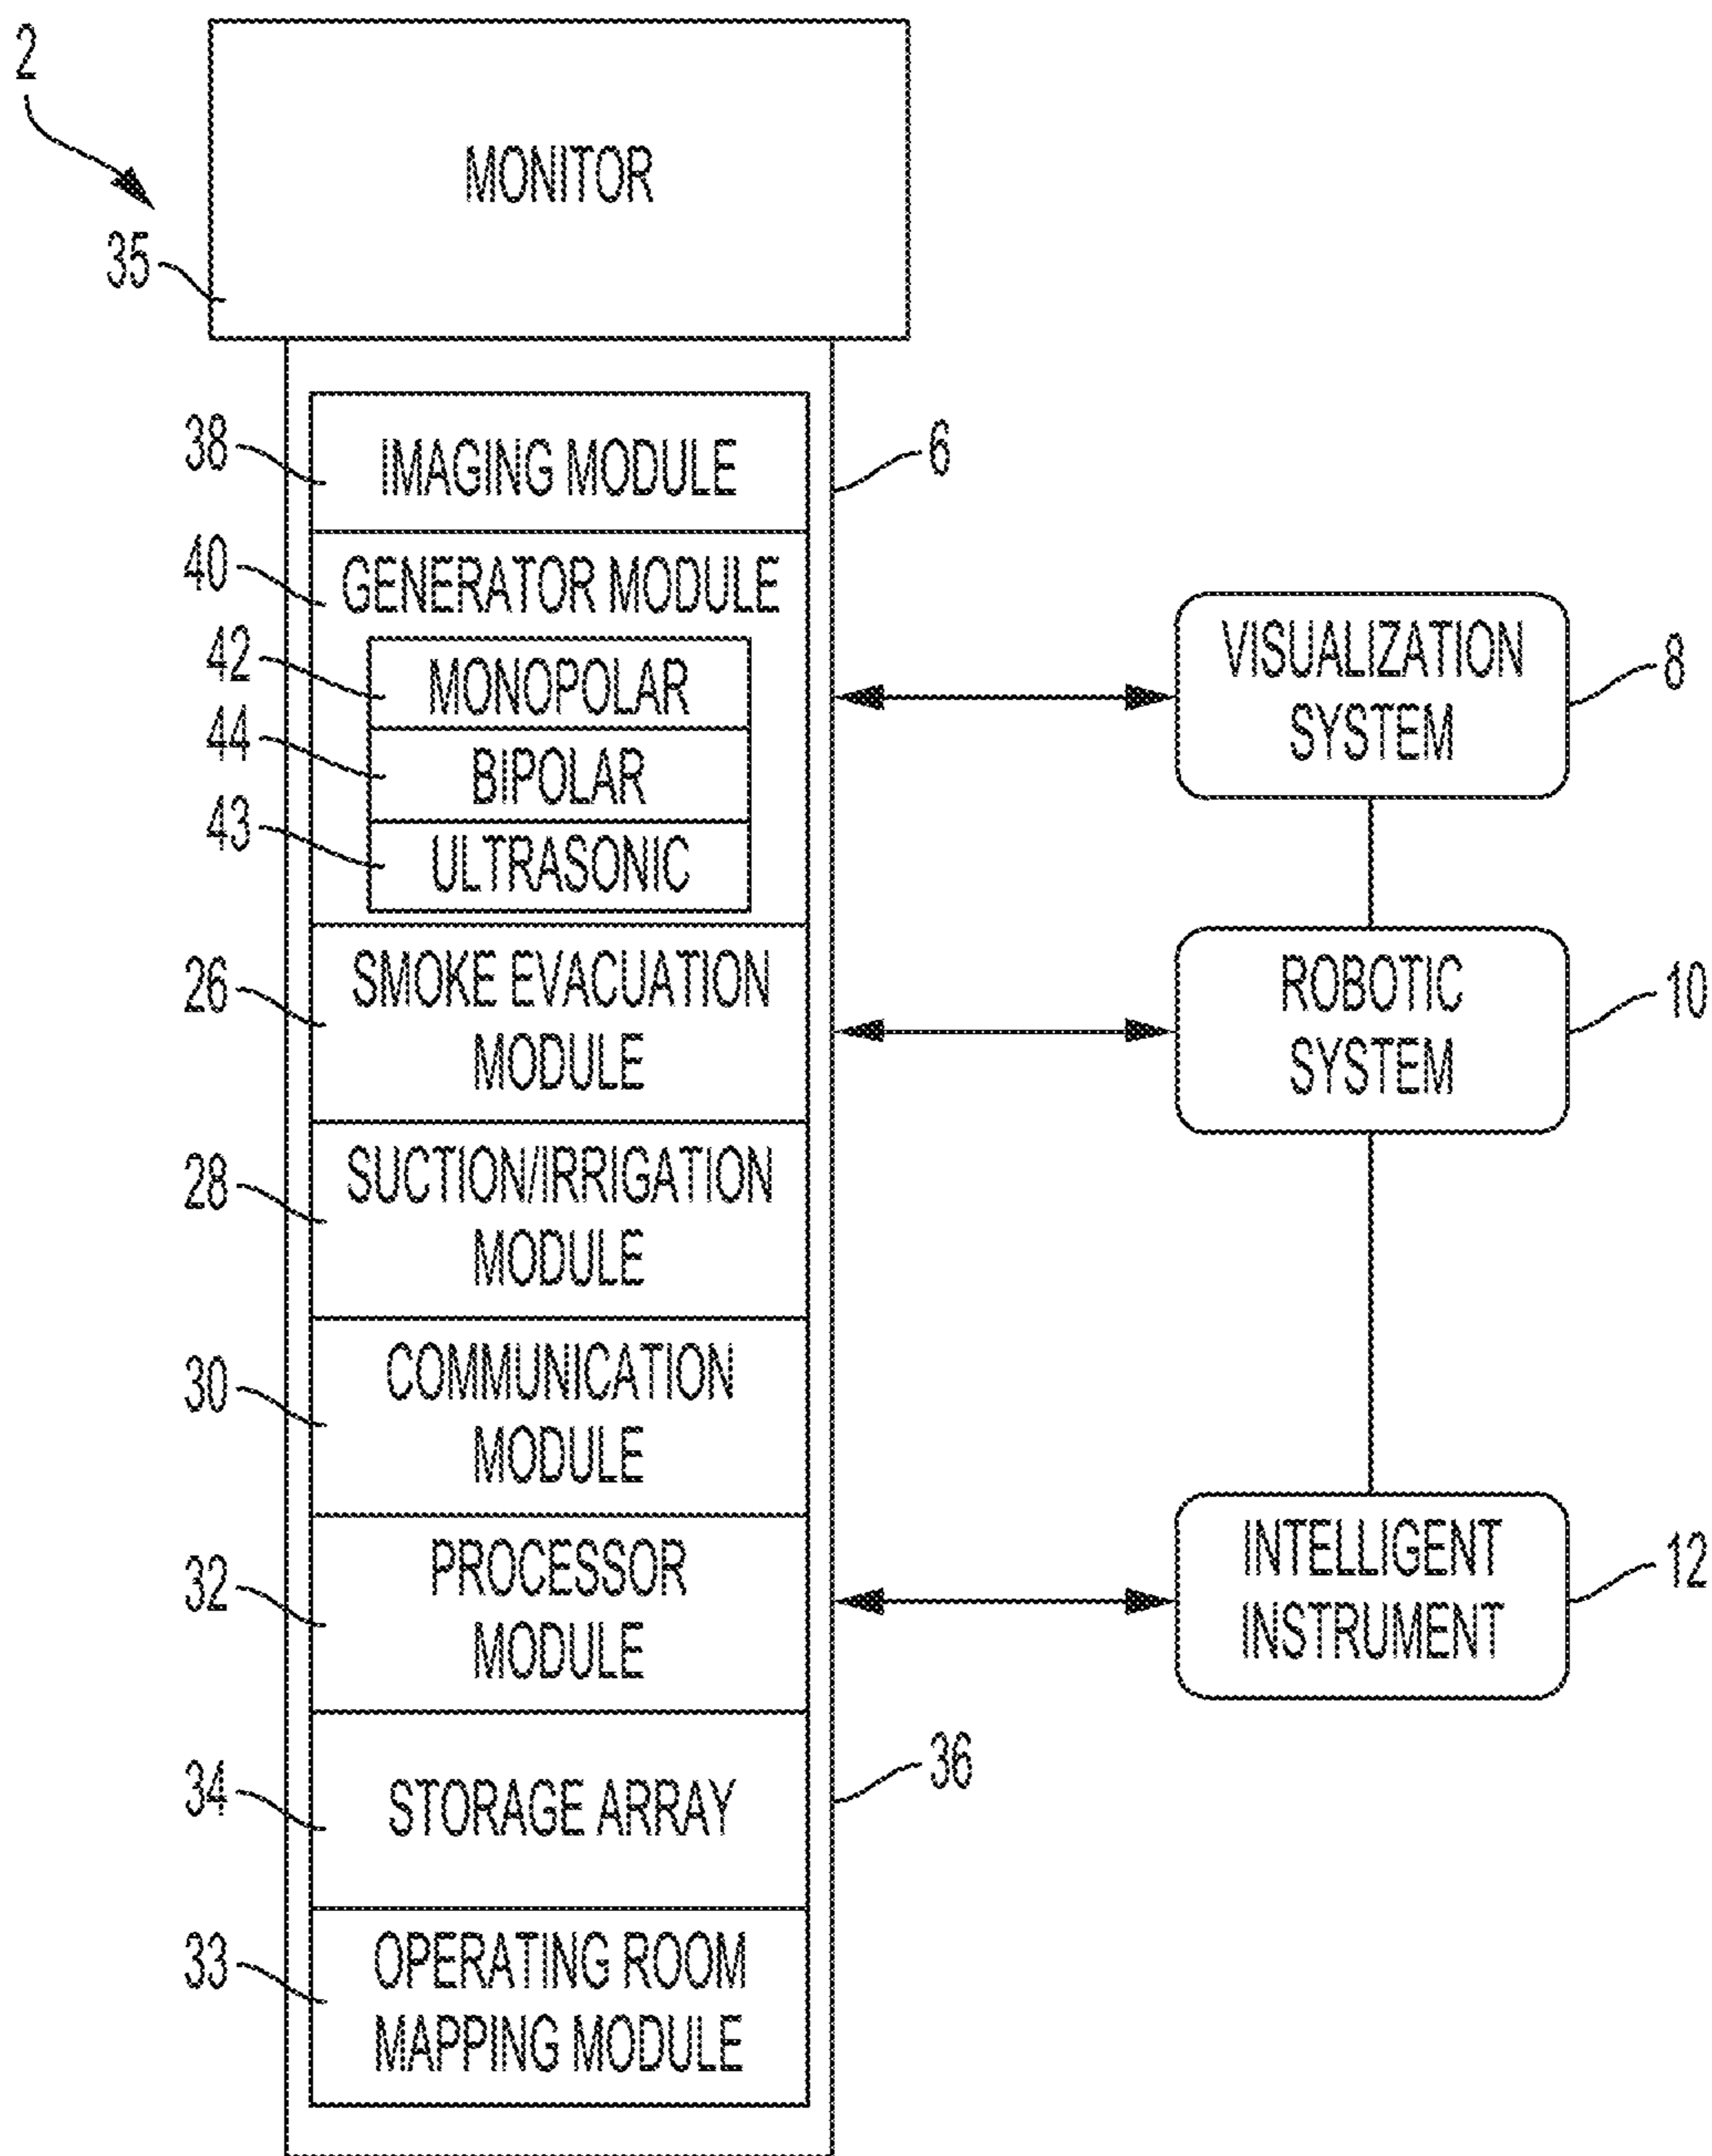 2
MONITOR
35
38
IMAGING MODULE
6
40
GENERATOR MODULE
42
MONOPOLAR
44
BIPOLAR
43
ULTRASONIC
VISUALIZATION
SYSTEM
8
26
SMOKE EVACUATION
MODULE
ROBOTIC
SYSTEM
10
28
SUCTION/IRRIGATION
MODULE
30
COMMUNICATION
MODULE
32
PROCESSOR
MODULE
INTELLIGENT
INSTRUMENT
12
34
STORAGE ARRAY
36
33
OPERATING ROOM
MAPPING MODULE